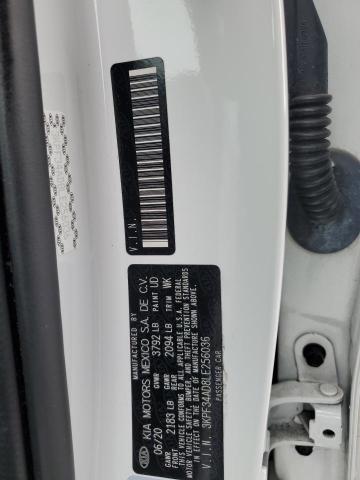 V.I.N.
KIA KIA MOTORS MEXICO S.A. DE C.V.
06/20 GVWR 3792 LB PAINT UD
GAWR FRONT 2183 LB GAWR REAR 2094 LB TRIM WK
THIS VEHICLE CONFORMS TO ALL APPLICABLE U.S.A. FEDERAL
MOTOR VEHICLE SAFETY, BUMPER, AND THEFT PREVENTION
STANDARDS IN EFFECT ON THE DATE OF MANUFACTURE SHOWN ABOVE.
3KPF34AD8LE256036
V.I.N. PASSENGER CAR